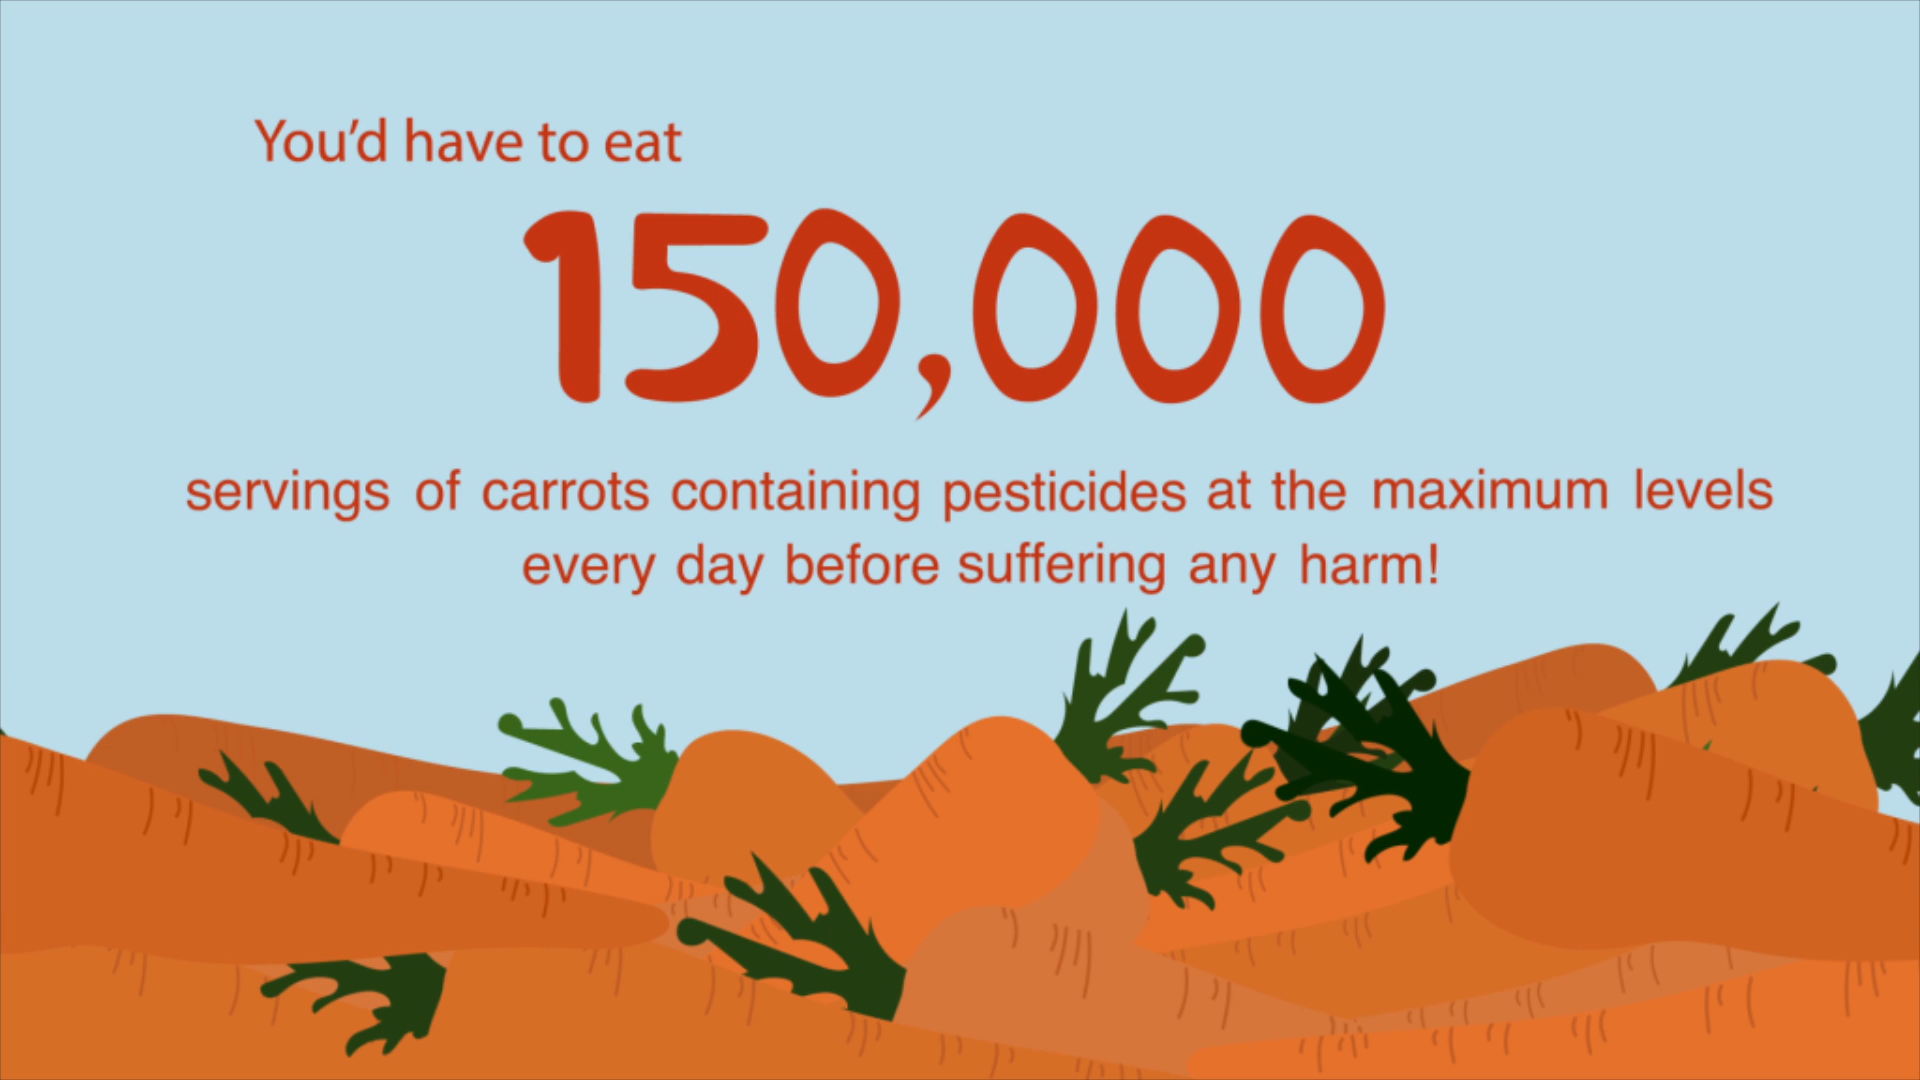 You’d have to eat
150,000
servings of carrots containing pesticides at the maximum levels
every day before suffering any harm!